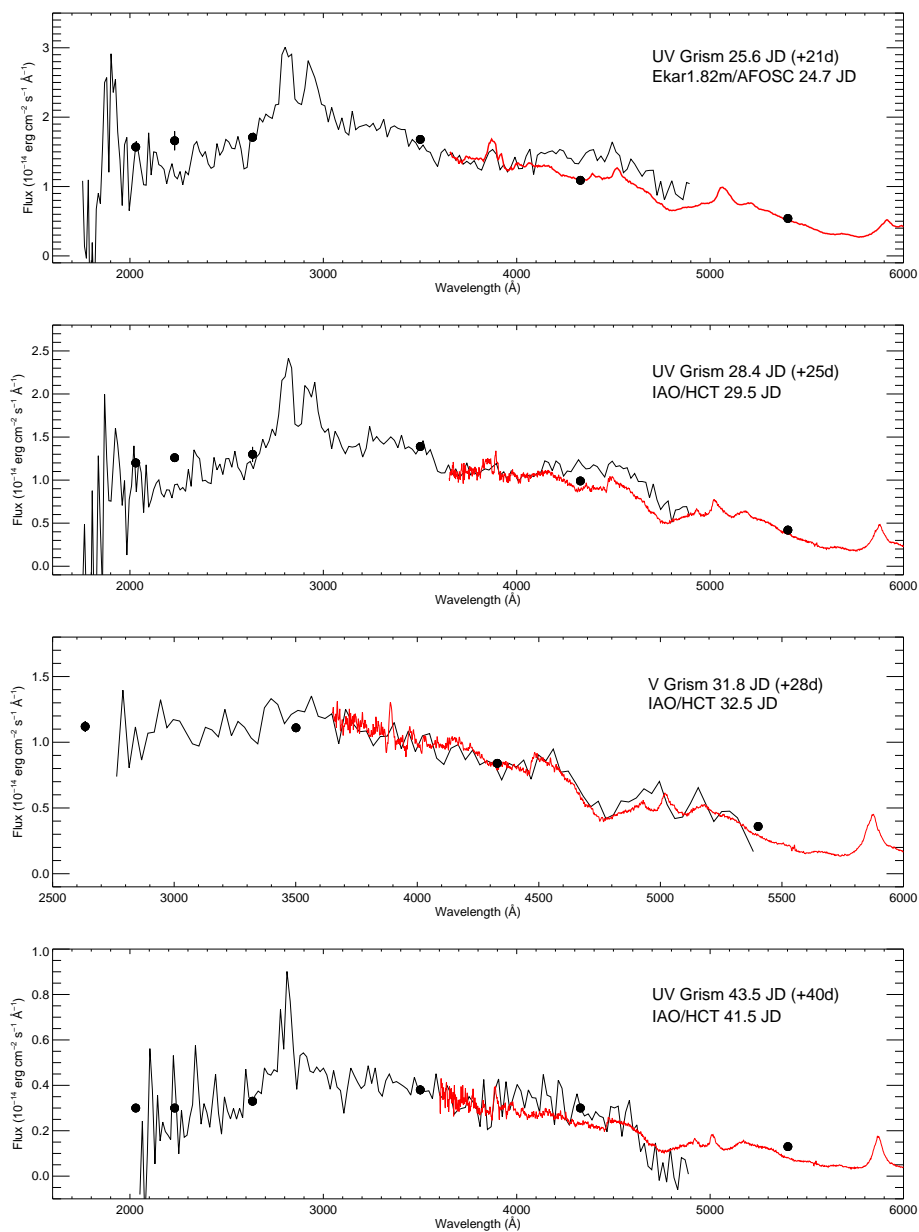 UV Grism 25.6 JD (+21d)
Ekar1.82m/AFOSC 24.7 JD
Flux (10⁻¹⁴ erg cm⁻² s⁻¹ Å⁻¹)
3
2
1
0
2000 3000 4000 5000 6000
Wavelength (Å)
UV Grism 28.4 JD (+25d)
IAO/HCT 29.5 JD
Flux (10⁻¹⁴ erg cm⁻² s⁻¹ Å⁻¹)
2.5
2.0
1.5
1.0
0.5
0.0
2000 3000 4000 5000 6000
Wavelength (Å)
V Grism 31.8 JD (+28d)
IAO/HCT 32.5 JD
Flux (10⁻¹⁴ erg cm⁻² s⁻¹ Å⁻¹)
1.5
1.0
0.5
0.0
2500 3000 3500 4000 4500 5000 5500 6000
Wavelength (Å)
UV Grism 43.5 JD (+40d)
IAO/HCT 41.5 JD
Flux (10⁻¹⁴ erg cm⁻² s⁻¹ Å⁻¹)
1.0
0.8
0.6
0.4
0.2
0.0
2000 3000 4000 5000 6000
Wavelength (Å)